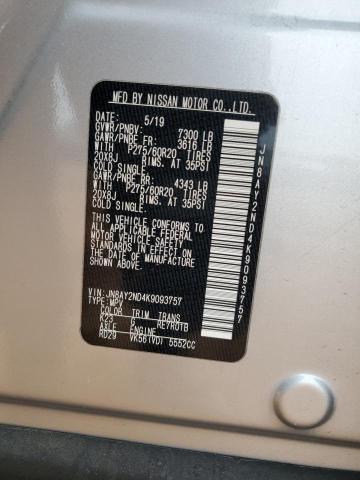 MFD BY NISSAN MOTOR CO.,LTD.
DATE: 5/19
GVWR/PNBV: 7300 LB
GAWR/PNBE FR: 3616 LB
WITH P275/60R20 TIRES
20X8J RIMS. AT 35PSI
COLD SINGLE.
GAWR/PNBE RR: 4343 LB
WITH P275/60R20 TIRES
20X8J RIMS. AT 35PSI
COLD SINGLE.
THIS VEHICLE CONFORMS TO
ALL APPLICABLE FEDERAL
MOTOR VEHICLE SAFETY
STANDARDS IN EFFECT ON
THE DATE OF MANUFACTURE
SHOWN ABOVE.
VIN: JN8AY2ND4K9093757
TYPE: MPV
COLOR TRIM TRANS
K23 G RE7R01B
AXLE ENGINE
RD29 VK56(VD) 5552CC
JN8AY2ND4K9093757